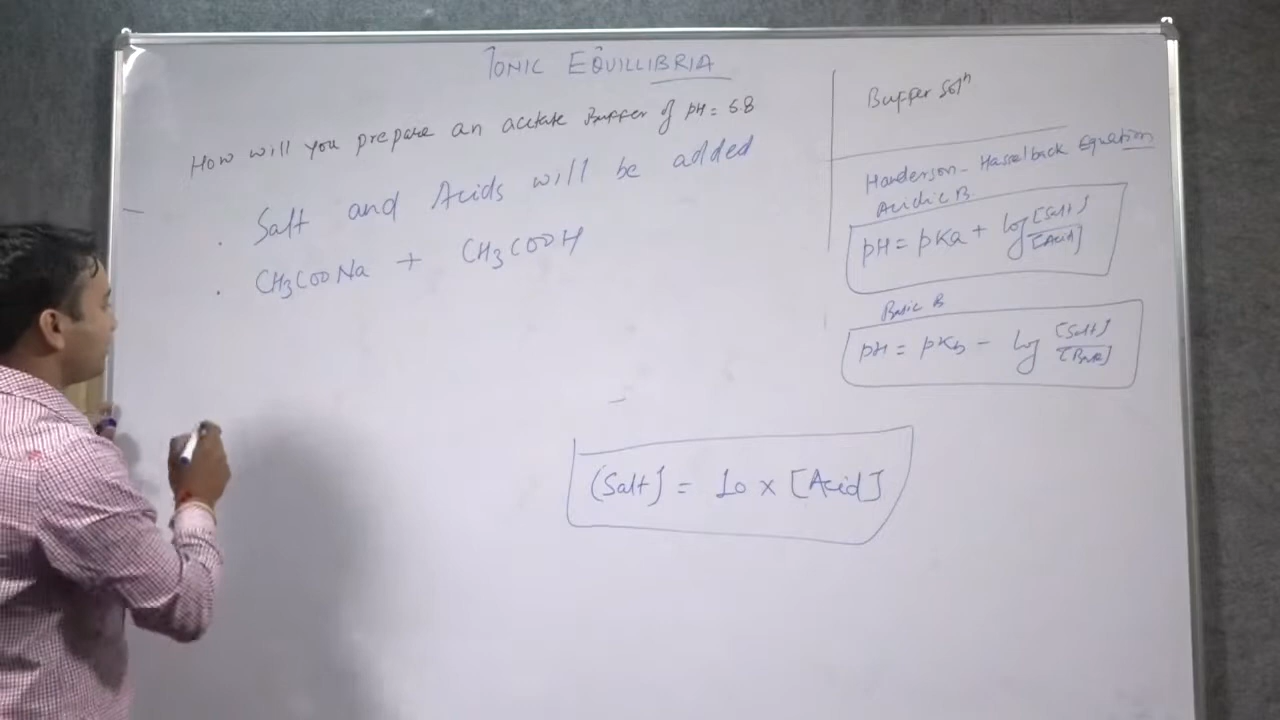 IONIC EQUILLIBRIA
How will you prepare an acetate Buffer of pH = 5.8
. Salt and Acids will be added
. CH3COONa + CH3COOH
Buffer Solⁿ
Handerson - Hasselback Equation
Acidic B.
pH = pKa + log [Salt]/[Acid]
Basic B
pH = pKb - log [Salt]/[Base]
[Salt] = 10 x [Acid]